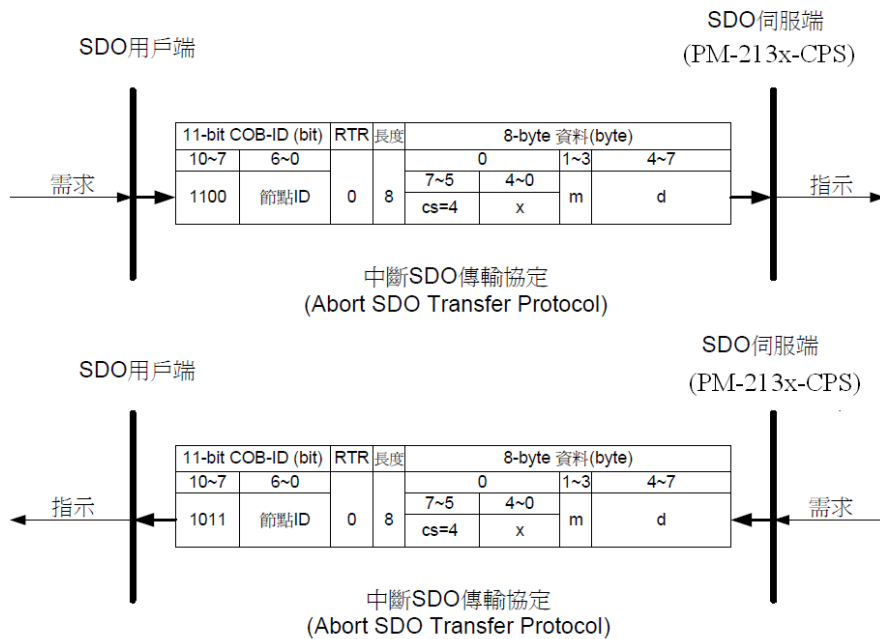 SDO用戶端
SDO伺服端
(PM-213x-CPS)
11-bit COB-ID (bit) RTR 長度 8-byte 資料(byte)
10~7 6~0 0 1~3 4~7
7~5 4~0
需求 1100 節點ID 0 8 cs=4 x m d 指示
中斷SDO傳輸協定
(Abort SDO Transfer Protocol)
SDO用戶端
SDO伺服端
(PM-213x-CPS)
11-bit COB-ID (bit) RTR 長度 8-byte 資料(byte)
10~7 6~0 0 1~3 4~7
7~5 4~0
指示 1011 節點ID 0 8 cs=4 x m d 需求
中斷SDO傳輸協定
(Abort SDO Transfer Protocol)